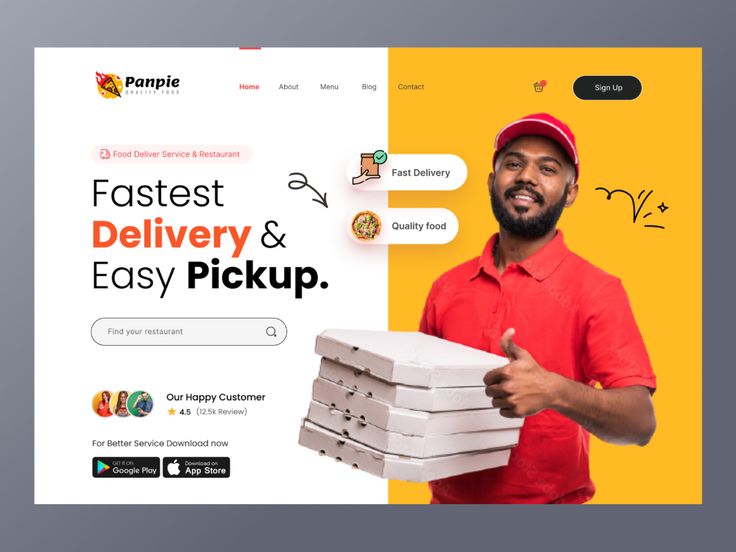 Panpie
QUALITY FOOD
Home
About
Menu
Blog
Contact
Sign Up
Food Deliver Service & Restaurant
Fastest
Delivery &
Easy Pickup.
Fast Delivery
Quality food
Find your restaurant
Our Happy Customer
4.5 (12.5k Review)
For Better Service Download now
GET IT ON
Google Play
Download on
App Store